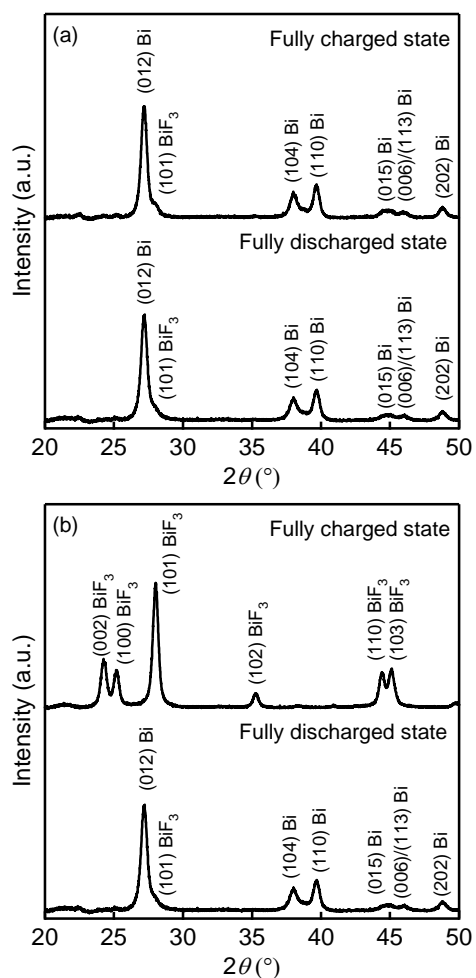 (a)
Fully charged state
(012) Bi
(101) BiF₃
(104) Bi
(110) Bi
(015) Bi
(006)/(113) Bi
(202) Bi
Fully discharged state
(012) Bi
(101) BiF₃
(104) Bi
(110) Bi
(015) Bi
(006)/(113) Bi
(202) Bi
Intensity (a.u.)
20 25 30 35 40 45 50
2θ (°)
(b)
Fully charged state
(002) BiF₃
(100) BiF₃
(101) BiF₃
(102) BiF₃
(110) BiF₃
(103) BiF₃
Fully discharged state
(012) Bi
(101) BiF₃
(104) Bi
(110) Bi
(015) Bi
(006)/(113) Bi
(202) Bi
Intensity (a.u.)
20 25 30 35 40 45 50
2θ (°)